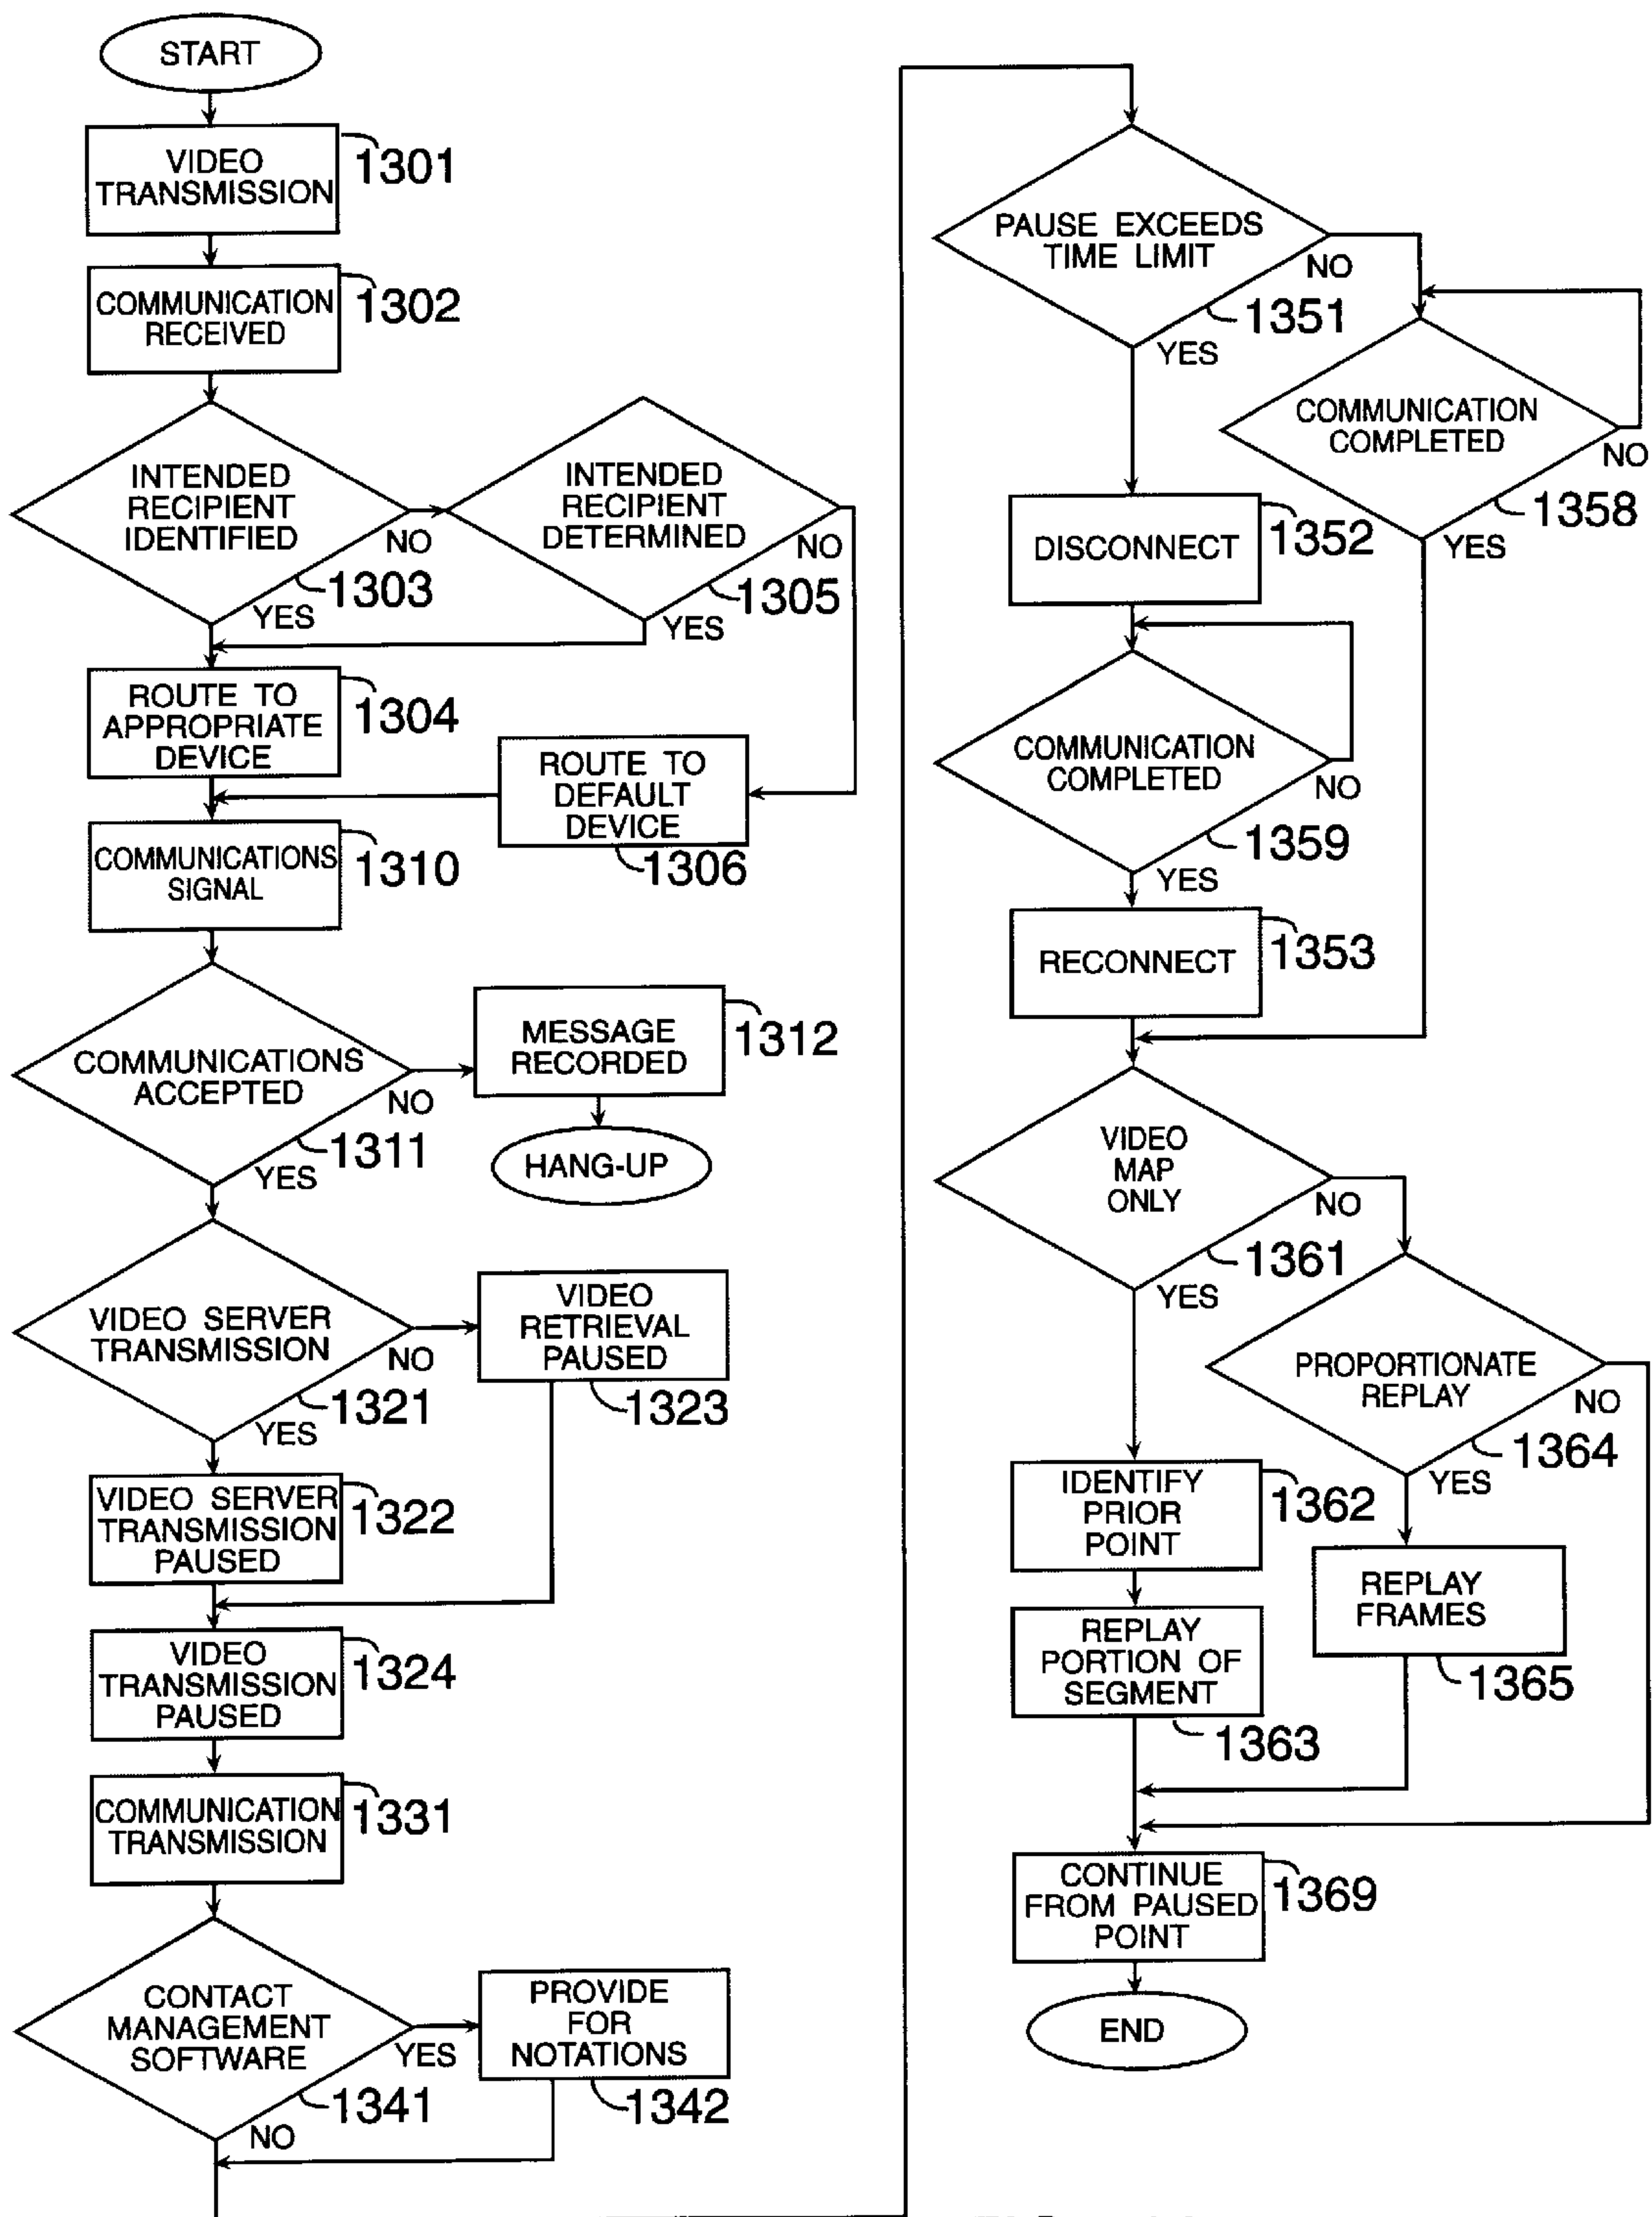 START
VIDEO
TRANSMISSION
1301
COMMUNICATION
RECEIVED
1302
INTENDED
RECIPIENT
IDENTIFIED
NO
1303
YES
INTENDED
RECIPIENT
DETERMINED
NO
1305
YES
ROUTE TO
APPROPRIATE
DEVICE
1304
ROUTE TO
DEFAULT
DEVICE
1306
COMMUNICATIONS
SIGNAL
1310
COMMUNICATIONS
ACCEPTED
NO
1311
YES
MESSAGE
RECORDED
1312
HANG-UP
VIDEO SERVER
TRANSMISSION
NO
1321
YES
VIDEO
RETRIEVAL
PAUSED
1323
VIDEO SERVER
TRANSMISSION
PAUSED
1322
VIDEO
TRANSMISSION
PAUSED
1324
COMMUNICATION
TRANSMISSION
1331
CONTACT
MANAGEMENT
SOFTWARE
YES
1341
NO
PROVIDE
FOR
NOTATIONS
1342
PAUSE EXCEEDS
TIME LIMIT
NO
1351
YES
COMMUNICATION
COMPLETED
NO
1358
YES
DISCONNECT
1352
COMMUNICATION
COMPLETED
NO
1359
YES
RECONNECT
1353
VIDEO
MAP
ONLY
NO
1361
YES
PROPORTIONATE
REPLAY
NO
1364
YES
IDENTIFY
PRIOR
POINT
1362
REPLAY
FRAMES
1365
REPLAY
PORTION OF
SEGMENT
1363
CONTINUE
FROM PAUSED
POINT
1369
END